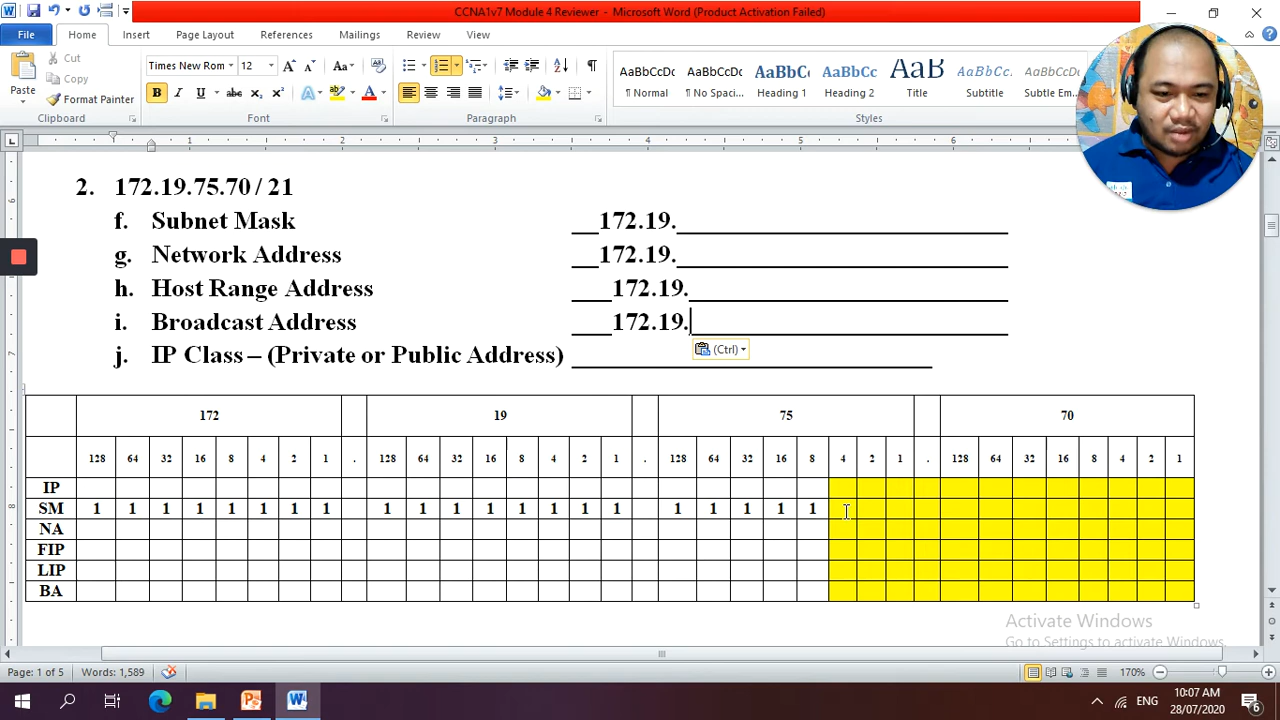 CCNA1v7 Module 4 Reviewer - Microsoft Word (Product Activation Failed)
File Home Insert Page Layout References Mailings Review View
Paste
Cut
Copy
Format Painter
Clipboard
Times New Rom 12
Font
Paragraph
AaBbCcDc AaBbCcDc AaBbCc AaBbCc AaB AaBbCcL AaBbCcDc
¶ Normal ¶ No Spaci... Heading 1 Heading 2 Title Subtitle Subtle Em...
Styles
2. 172.19.75.70 / 21
f. Subnet Mask __172.19.________________
g. Network Address __172.19.________________
h. Host Range Address ___172.19.________________
i. Broadcast Address ___172.19.________________
j. IP Class – (Private or Public Address) ________________
(Ctrl)
172 19 75 70
128 64 32 16 8 4 2 1 . 128 64 32 16 8 4 2 1 . 128 64 32 16 8 4 2 1 . 128 64 32 16 8 4 2 1
IP
SM 1 1 1 1 1 1 1 1 1 1 1 1 1 1 1 1 1 1 1 1 1
NA
FIP
LIP
BA
Activate Windows
Go to Settings to activate Windows.
Page: 1 of 5 Words: 1,589 170%
ENG 10:07 AM
28/07/2020
6